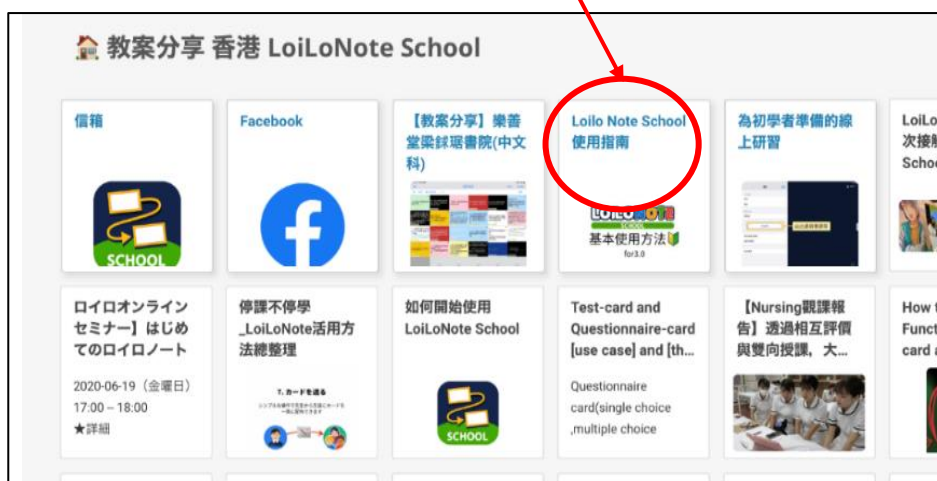 教案分享 香港 LoiLoNote School
信箱
SCHOOL
Facebook
【教案分享】樂善
堂梁銶琚書院(中文
科)
Loilo Note School
使用指南
LOILONOTE
SCHOOL
基本使用方法
for3.0
為初學者準備的線
上研習
LoiLo
次接
Schoo
ロイロオンライン
セミナー】はじめ
てのロイロノート
2020-06-19（金曜日）
17:00 – 18:00
★詳細
停課不停學
_LoiLoNote活用方
法總整理
7. カードを送る
如何開始使用
LoiLoNote School
SCHOOL
Test-card and
Questionnaire-card
[use case] and [th...
Questionnaire
card(single choice
,multiple choice
【Nursing觀課報
告】透過相互評價
與雙向授課，大...
How t
Funct
card a